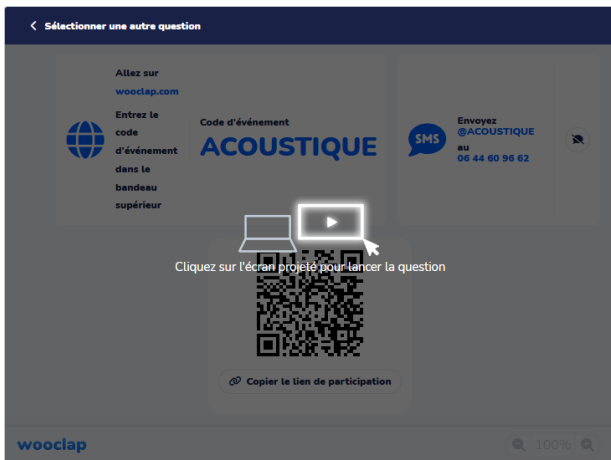 Sélectionner une autre question
Allez sur
wooclap.com
Entrez le
code
d'événement
dans le
bandeau
supérieur
Code d'événement
ACOUSTIQUE
SMS
Envoyez
@ACOUSTIQUE
au
06 44 60 96 62
Cliquez sur l'écran projeté pour lancer la question
Copier le lien de participation
wooclap
100%